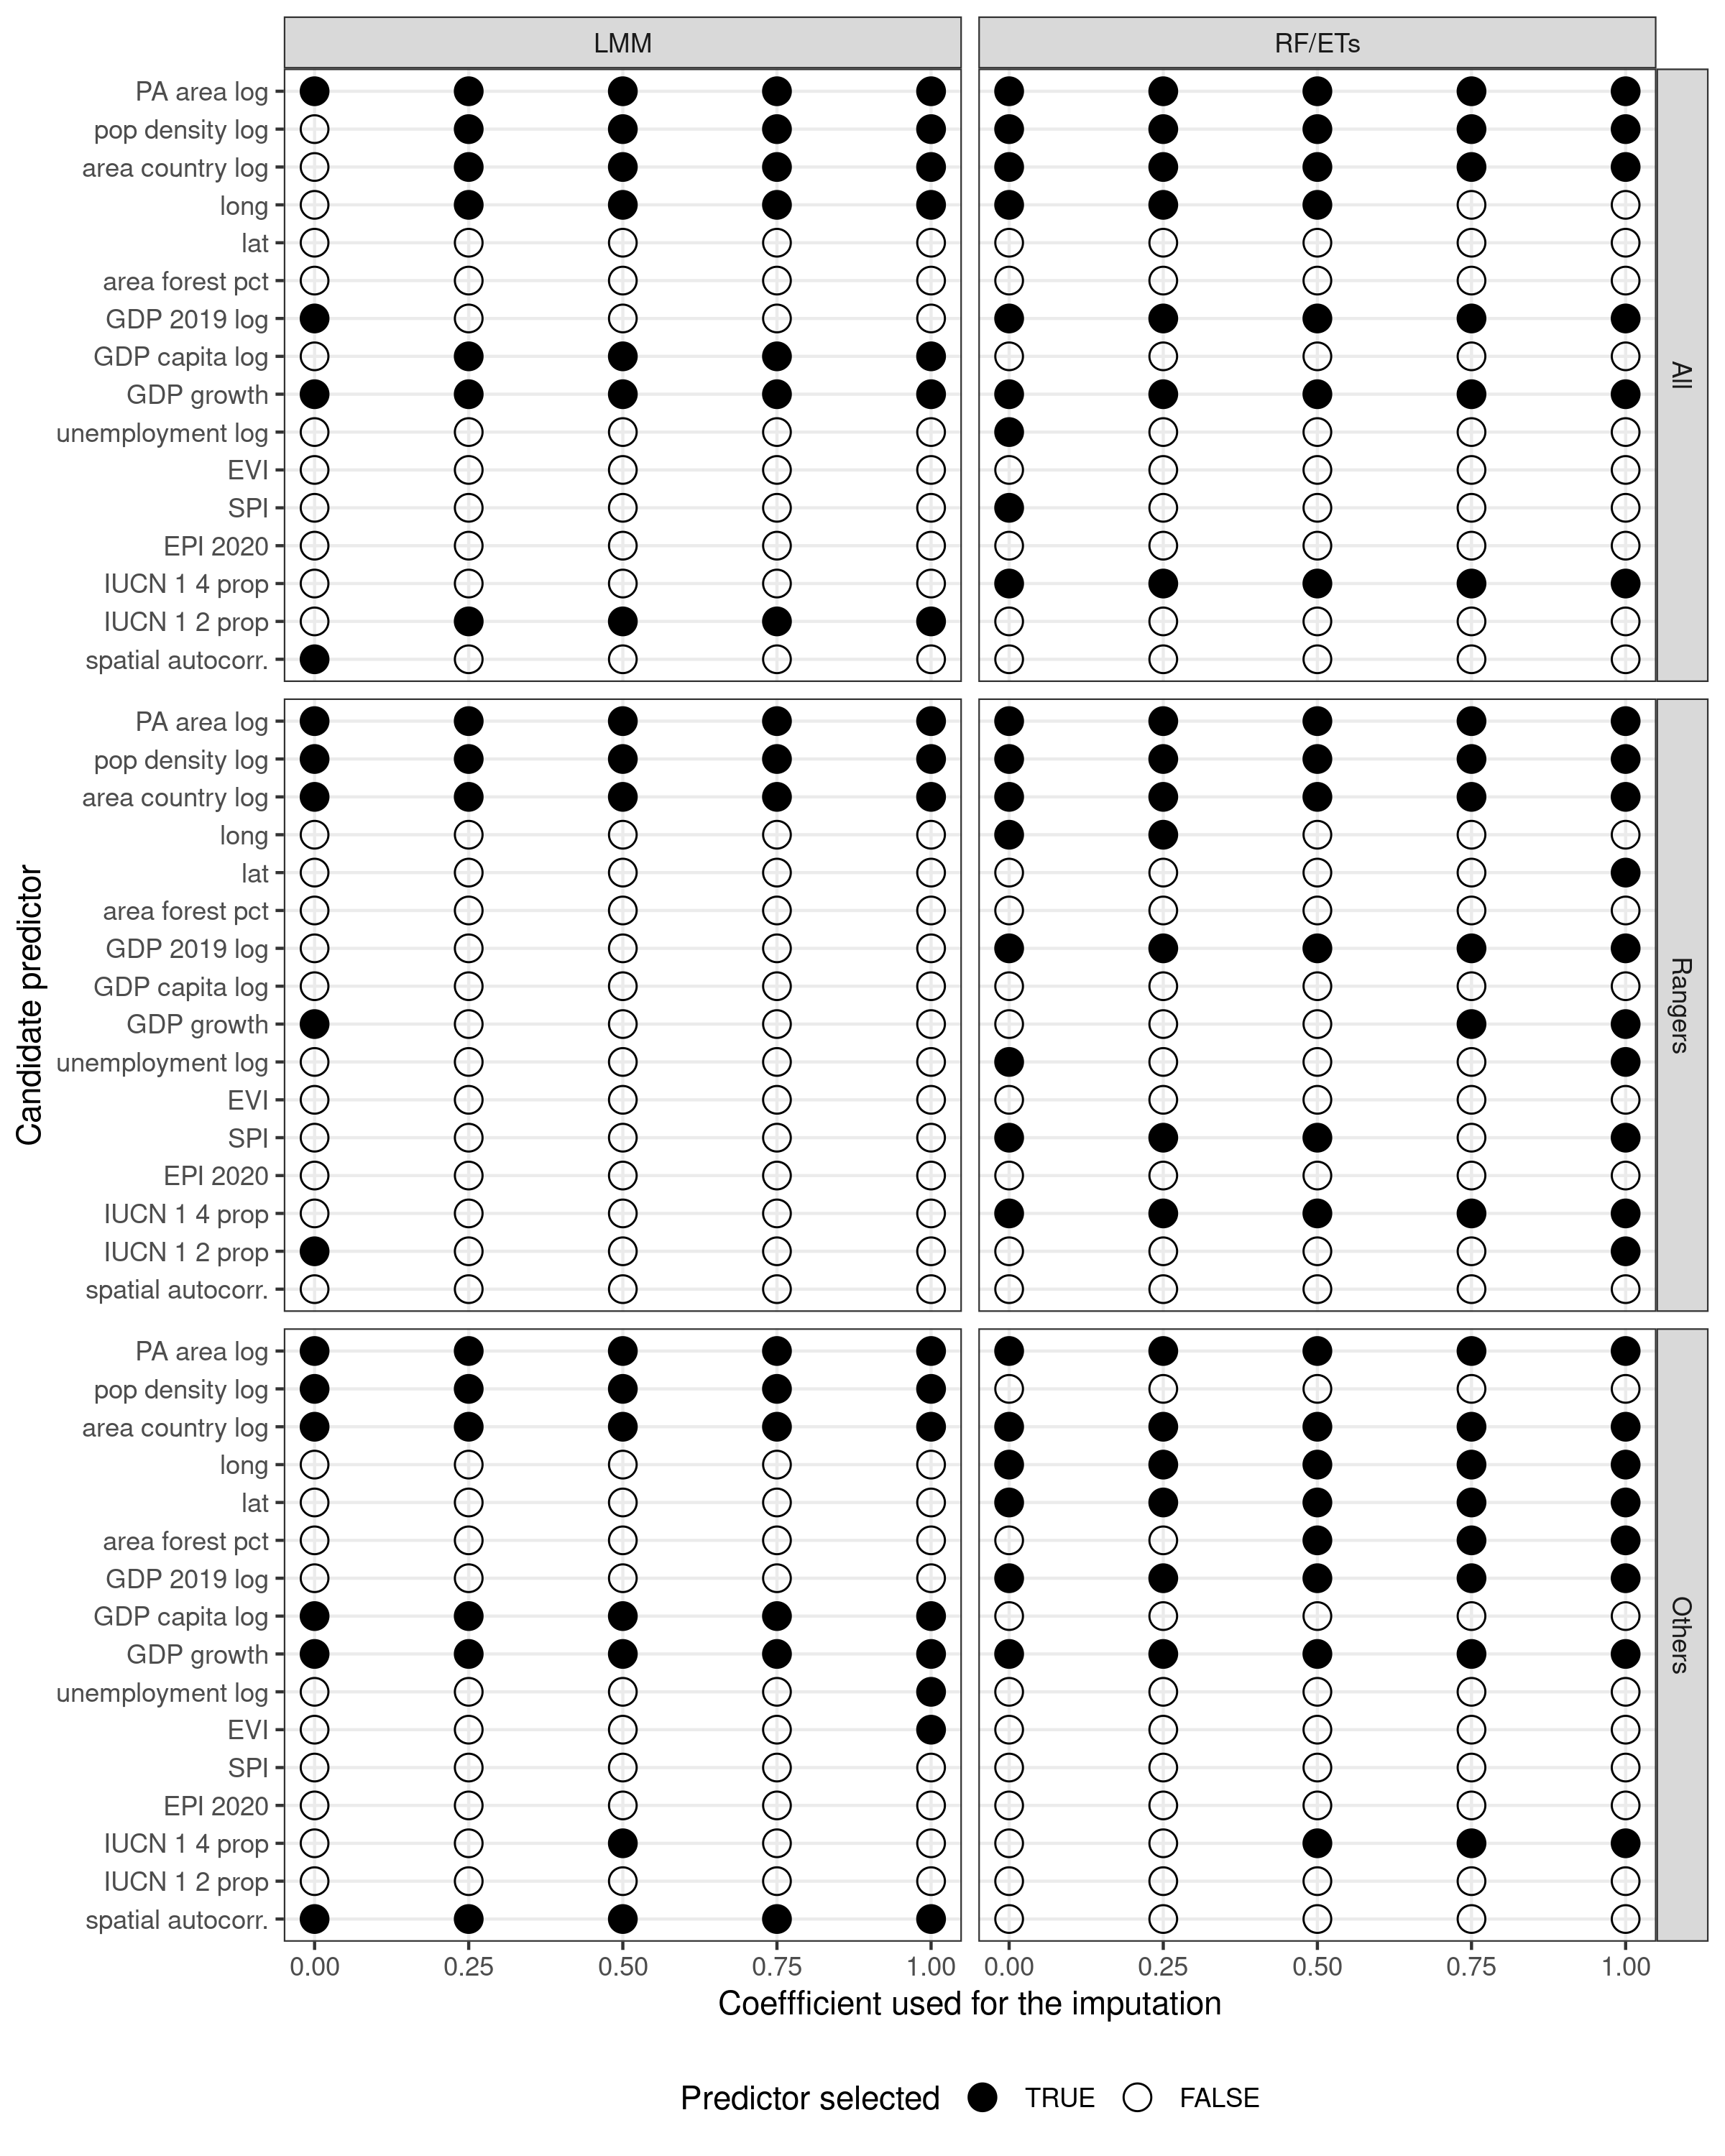 LMM
RF/ETs
PA area log
pop density log
area country log
long
lat
area forest pct
GDP 2019 log
GDP capita log
GDP growth
unemployment log
EVI
SPI
EPI 2020
IUCN 1 4 prop
IUCN 1 2 prop
spatial autocorr.
All
PA area log
pop density log
area country log
long
lat
area forest pct
GDP 2019 log
GDP capita log
GDP growth
unemployment log
EVI
SPI
EPI 2020
IUCN 1 4 prop
IUCN 1 2 prop
spatial autocorr.
Rangers
PA area log
pop density log
area country log
long
lat
area forest pct
GDP 2019 log
GDP capita log
GDP growth
unemployment log
EVI
SPI
EPI 2020
IUCN 1 4 prop
IUCN 1 2 prop
spatial autocorr.
Others
Candidate predictor
0.00 0.25 0.50 0.75 1.00 0.00 0.25 0.50 0.75 1.00
Coeffficient used for the imputation
Predictor selected TRUE FALSE